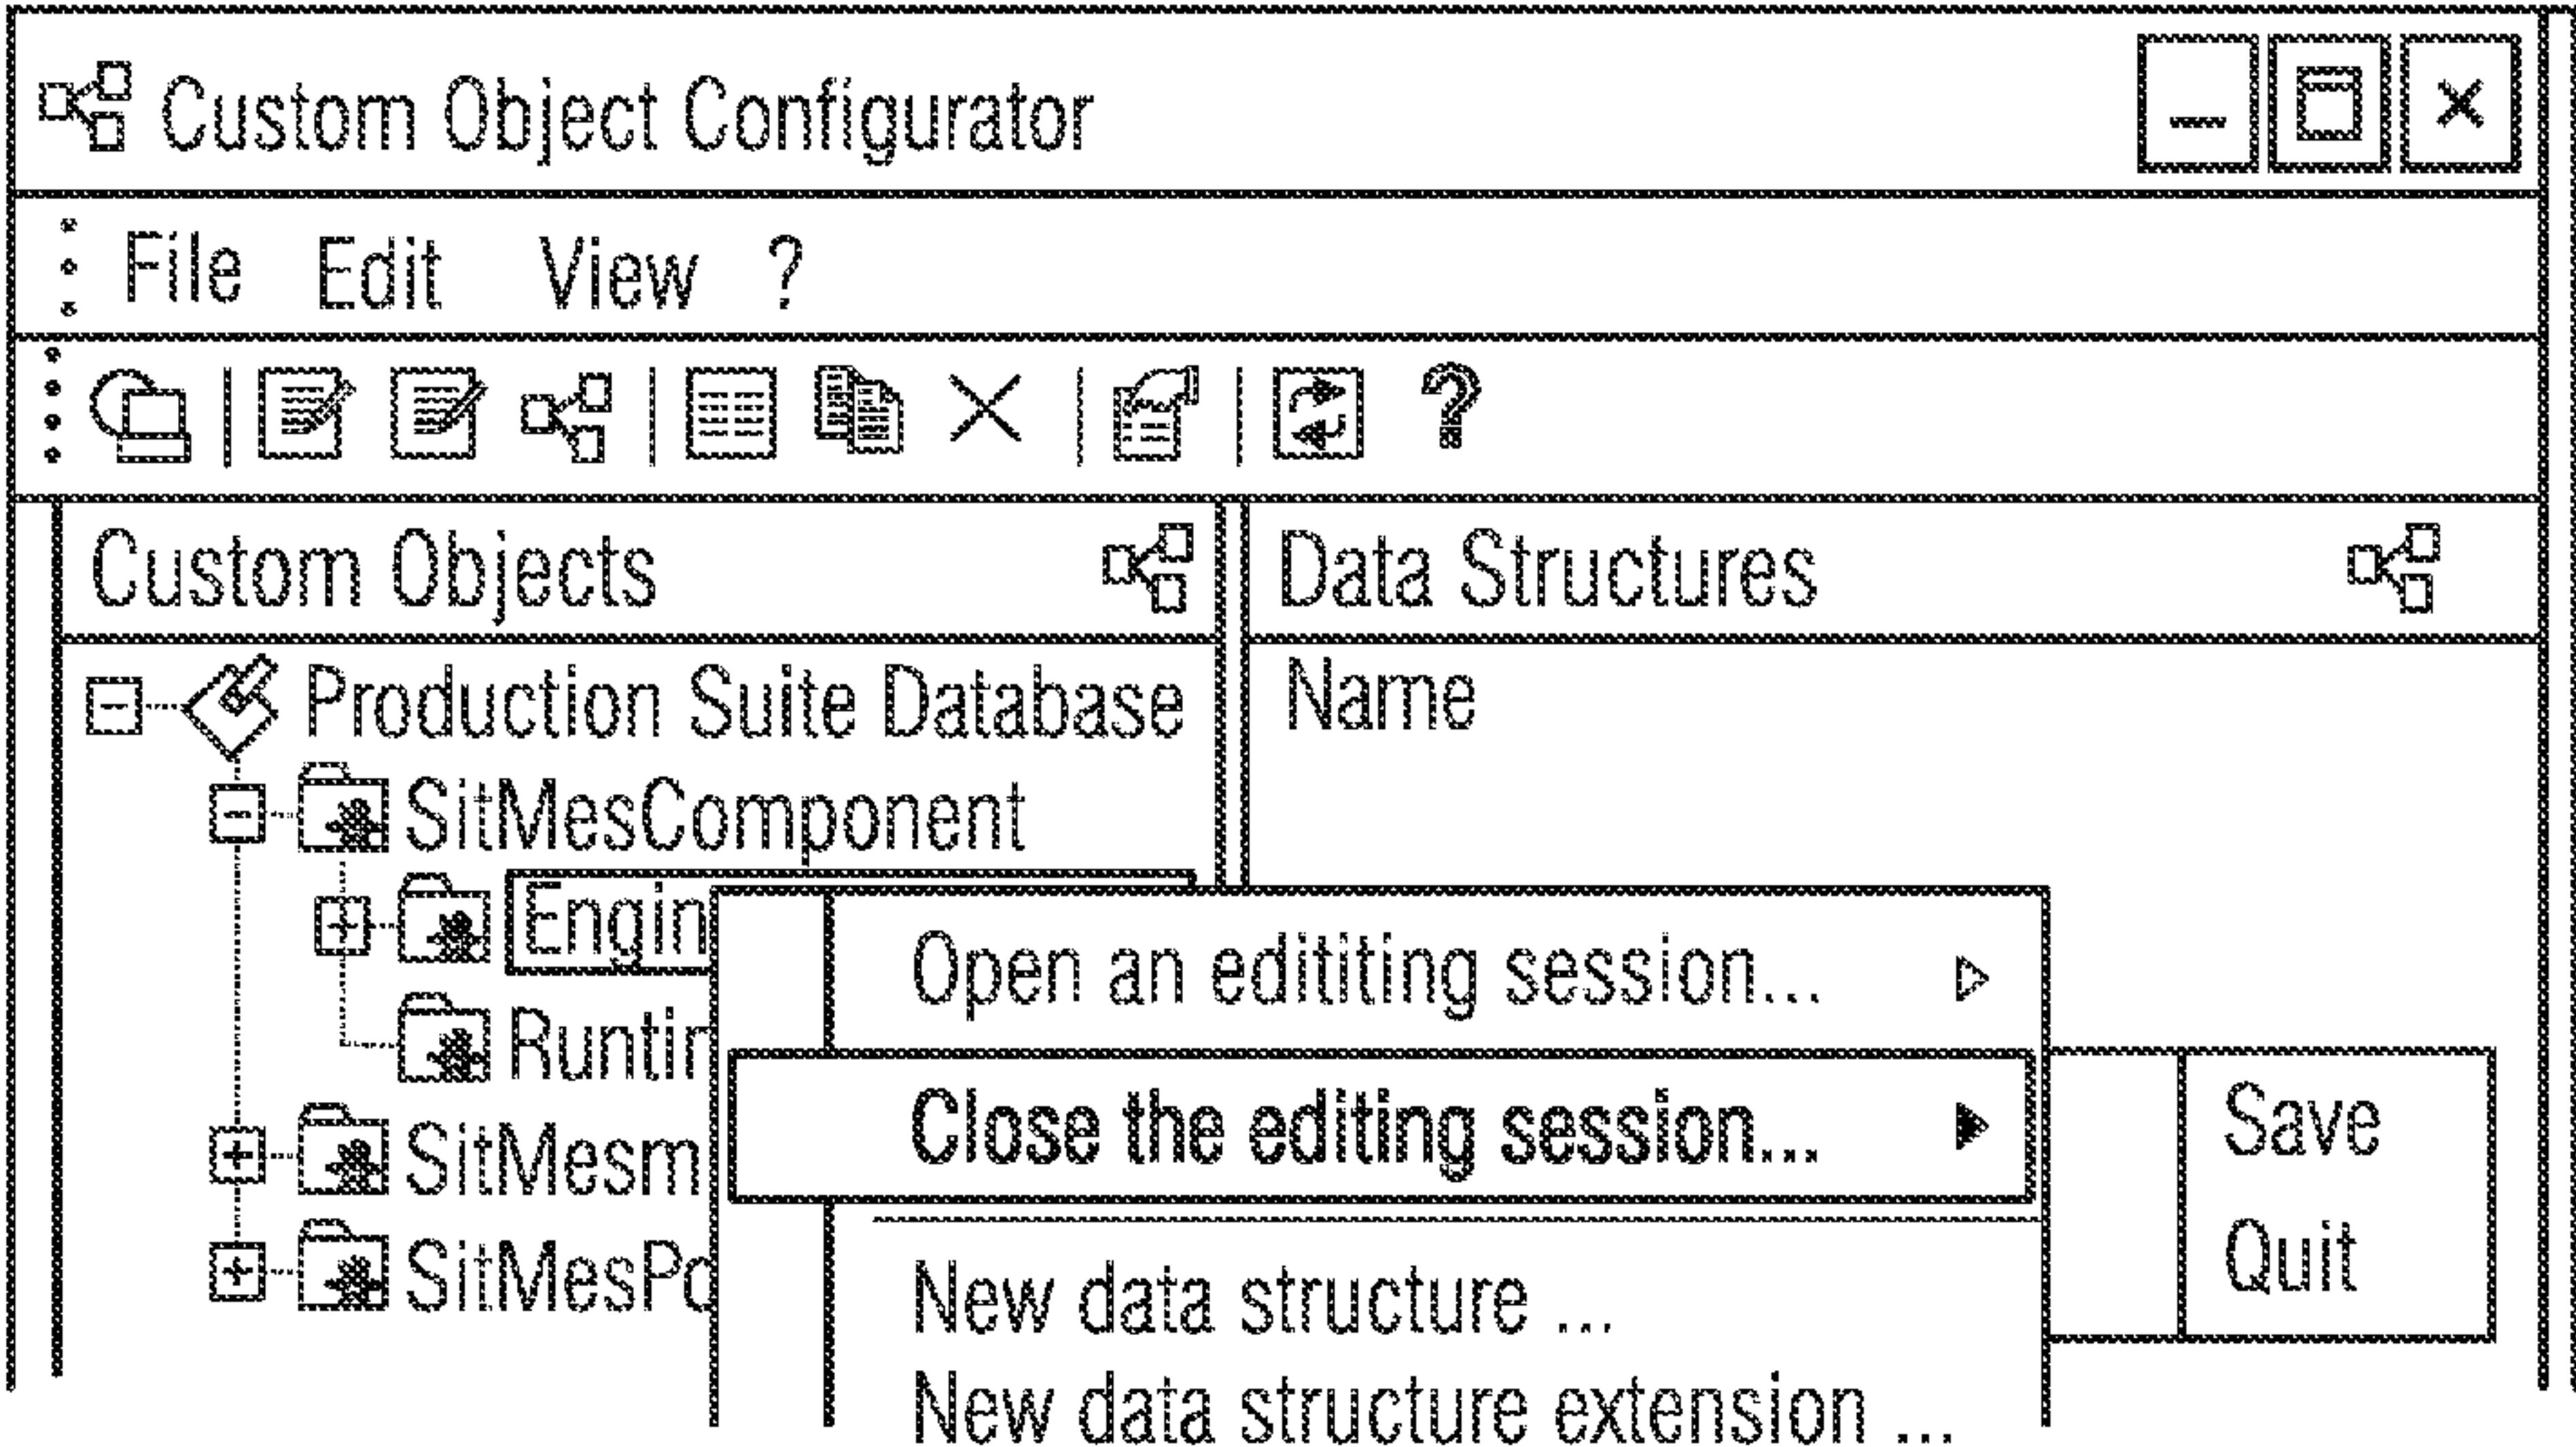 Custom Object Configurator
File Edit View ?
Custom Objects
Data Structures
Production Suite Database
Name
SitMesComponent
Engin
Runtin
SitMesm
SitMesPo
Open an edititing session...
Close the editing session...
New data structure ...
New data structure extension ...
Save
Quit